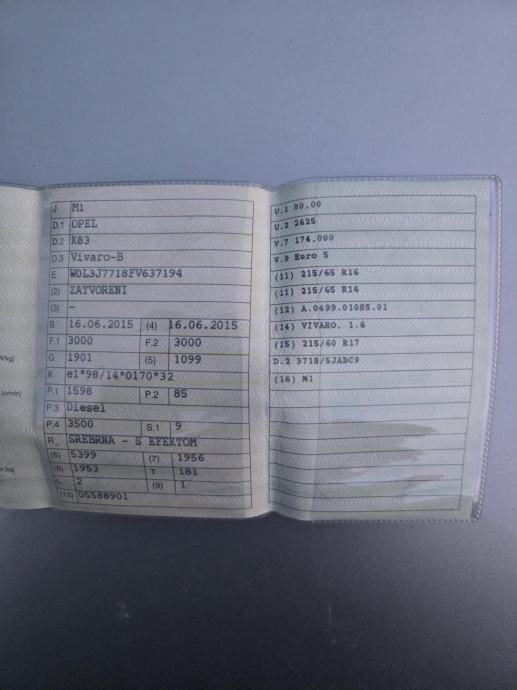 J M1
D.1 OPEL
D.2 X83
D.3 Vivaro-B
E W0L3J7718FV637194
(2) ZATVORENI
(3) -
B 16.06.2015 (4) 16.06.2015
F.1 3000 F.2 3000
G 1901 (5) 1099
K e1*98/14*0170*32
P.1 1598 P.2 85
P.3 Diesel
P.4 3500 S.1 9
R SREBRNA - S EFEKTOM
(6) 5399 (7) 1956
(8) 1953 T 181
L 2 (9) 1
(13) 05588901
U.1 80.00
U.2 2625
V.7 174.000
V.9 Euro 5
(11) 215/65 R16
(11) 215/65 R16
(12) A.0499.01085.01
(14) VIVARO, 1.6
(15) 215/60 R17
D.2 3718/5JABC9
(16) M1